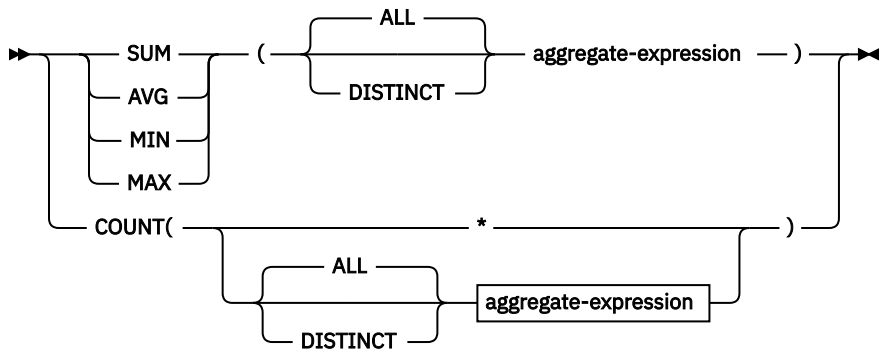 ALL
SUM ( aggregate-expression )
AVG DISTINCT
MIN
MAX
COUNT( * )
ALL
aggregate-expression
DISTINCT